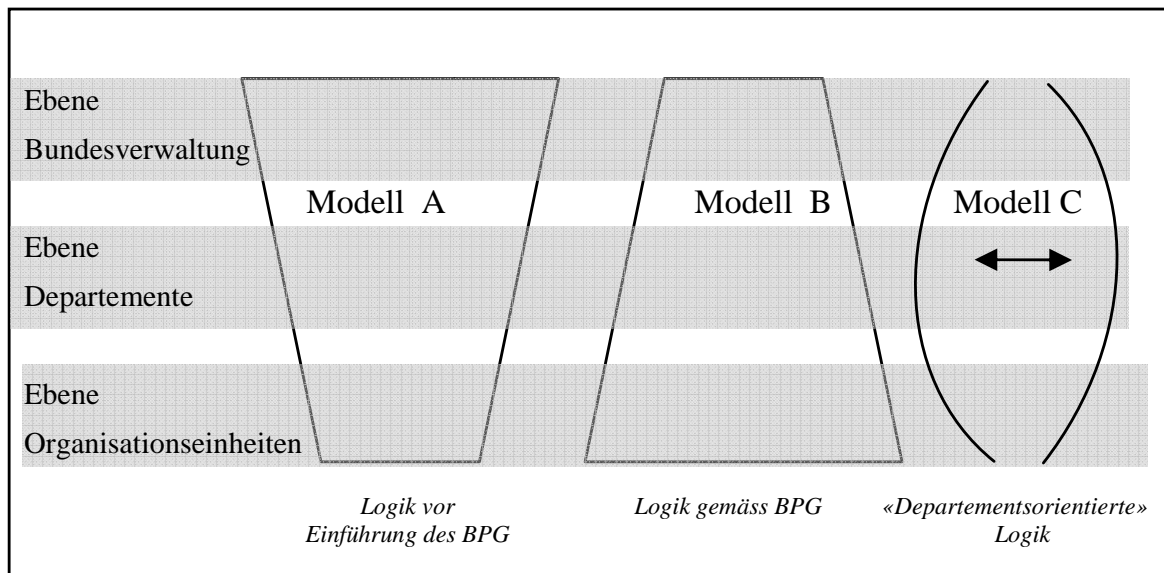 Ebene
Bundesverwaltung
Modell A
Modell B
Modell C
Ebene
Departemente
Ebene
Organisationseinheiten
Logik vor
Einführung des BPG
Logik gemäss BPG
«Departementsorientierte»
Logik